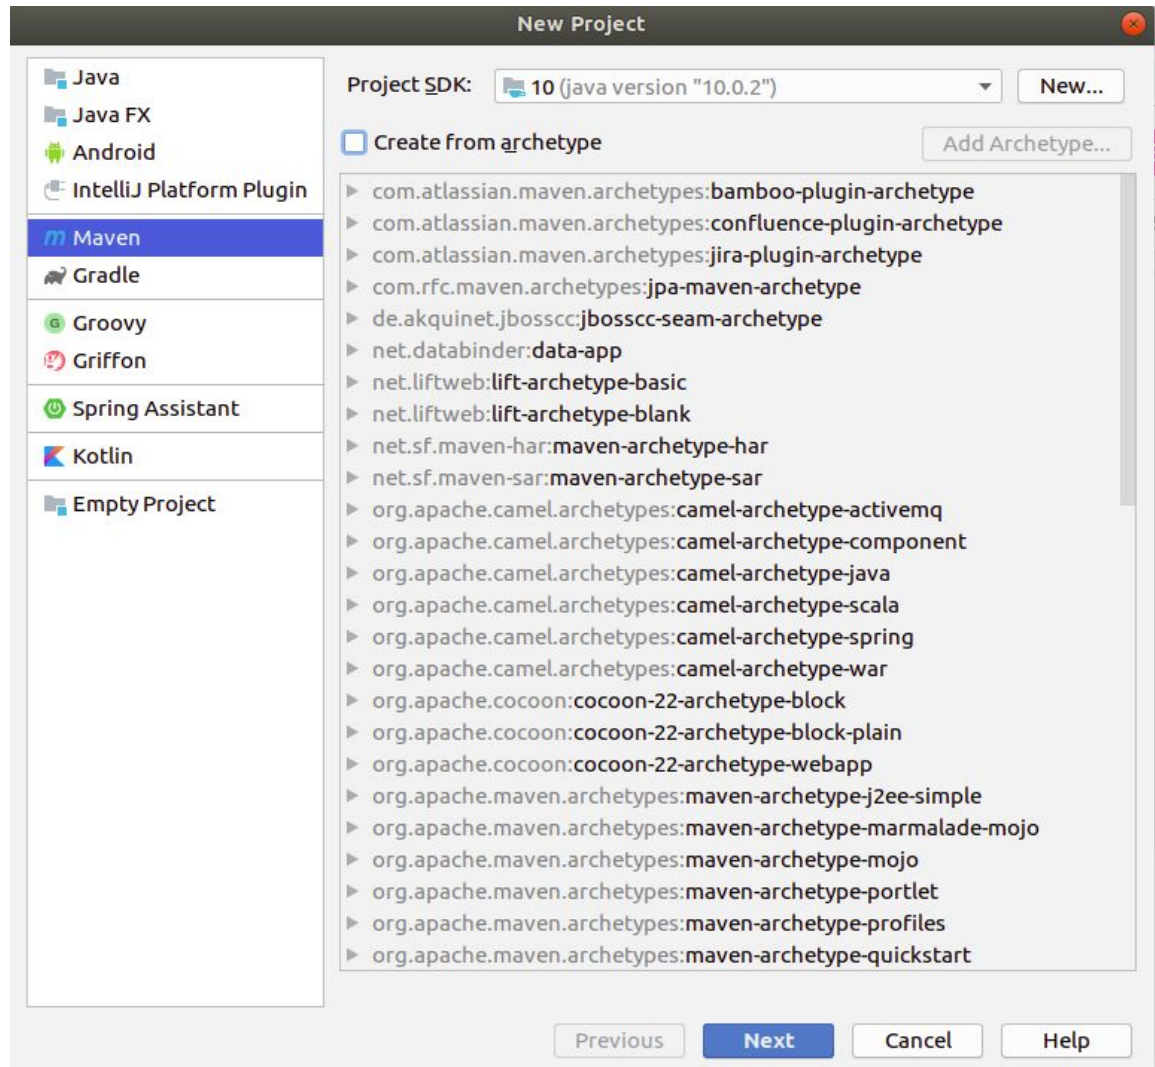 New Project
Java
Java FX
Android
IntelliJ Platform Plugin
m Maven
Gradle
G Groovy
Griffon
Spring Assistant
Kotlin
Empty Project
Project SDK: 10 (java version "10.0.2") New...
Create from archetype Add Archetype...
com.atlassian.maven.archetypes:bamboo-plugin-archetype
com.atlassian.maven.archetypes:confluence-plugin-archetype
com.atlassian.maven.archetypes:jira-plugin-archetype
com.rfc.maven.archetypes:jpa-maven-archetype
de.akquinet.jbosscc:jbosscc-seam-archetype
net.databinder:data-app
net.liftweb:lift-archetype-basic
net.liftweb:lift-archetype-blank
net.sf.maven-har:maven-archetype-har
net.sf.maven-sar:maven-archetype-sar
org.apache.camel.archetypes:camel-archetype-activemq
org.apache.camel.archetypes:camel-archetype-component
org.apache.camel.archetypes:camel-archetype-java
org.apache.camel.archetypes:camel-archetype-scala
org.apache.camel.archetypes:camel-archetype-spring
org.apache.camel.archetypes:camel-archetype-war
org.apache.cocoon:cocoon-22-archetype-block
org.apache.cocoon:cocoon-22-archetype-block-plain
org.apache.cocoon:cocoon-22-archetype-webapp
org.apache.maven.archetypes:maven-archetype-j2ee-simple
org.apache.maven.archetypes:maven-archetype-marmalade-mojo
org.apache.maven.archetypes:maven-archetype-mojo
org.apache.maven.archetypes:maven-archetype-portlet
org.apache.maven.archetypes:maven-archetype-profiles
org.apache.maven.archetypes:maven-archetype-quickstart
Previous Next Cancel Help